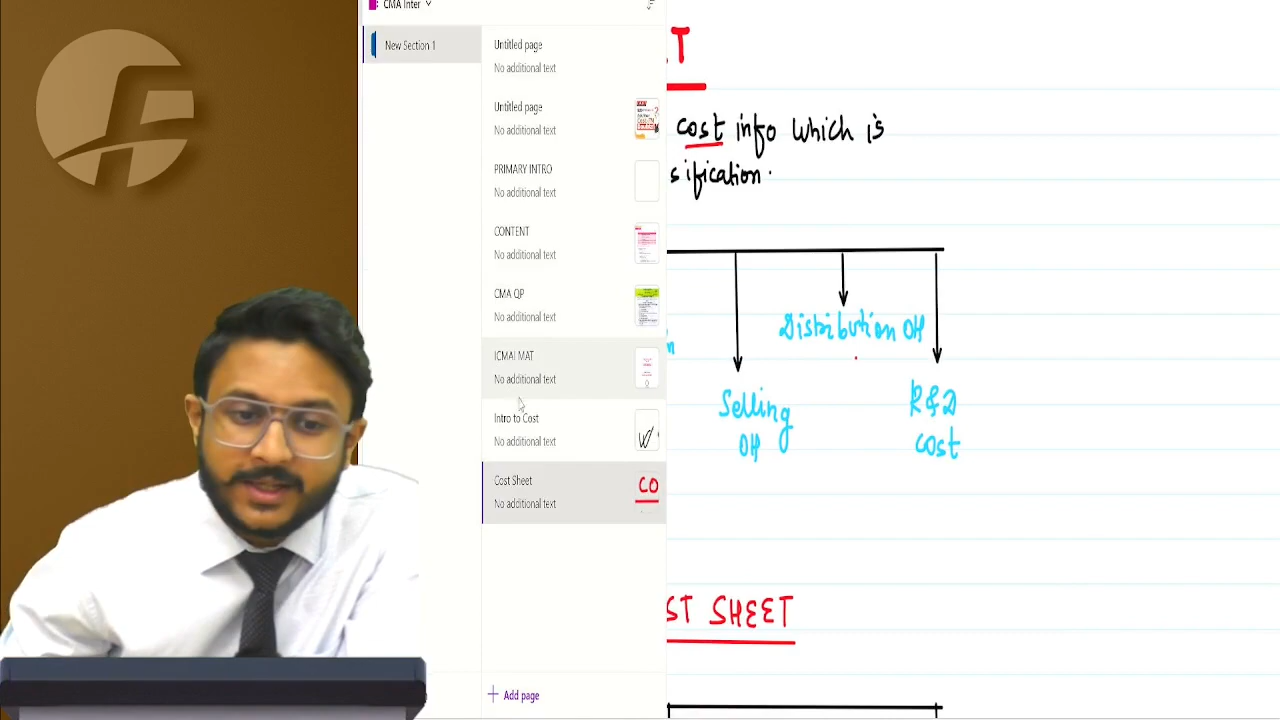 CMA Inter
New Section 1
Untitled page
No additional text
Untitled page
No additional text
PRIMARY INTRO
No additional text
CONTENT
No additional text
CMA QP
No additional text
ICMAI MAT
No additional text
Intro to Cost
No additional text
Cost Sheet
No additional text
CO
Add page
T
cost info which is
sification.
Distribution OH
n
Selling
OH
R&D
cost
ST SHEET